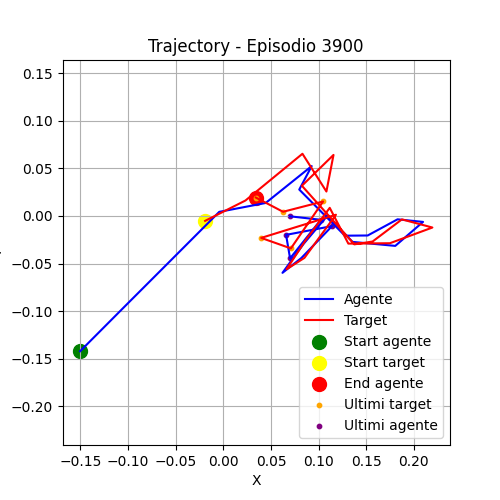 Trajectory - Episodio 3900
0.15
0.10
0.05
0.00
−0.05
−0.10
−0.15
−0.20
Agente
Target
Start agente
Start target
End agente
Ultimi target
Ultimi agente
−0.15 −0.10 −0.05 0.00 0.05 0.10 0.15 0.20
X